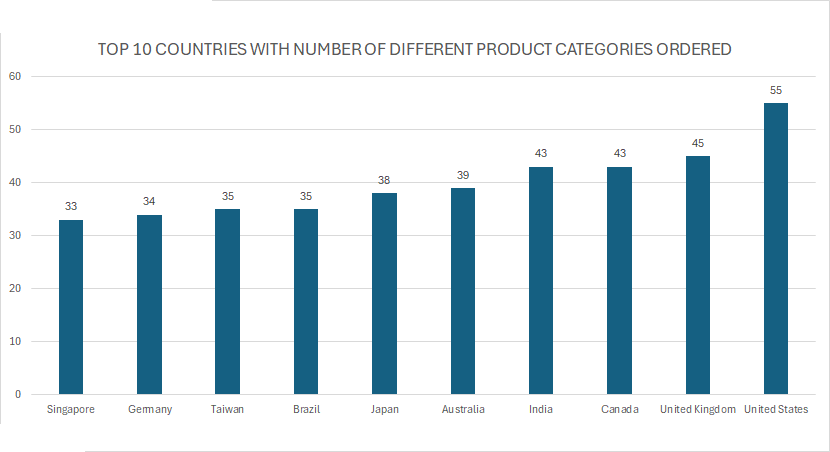 TOP 10 COUNTRIES WITH NUMBER OF DIFFERENT PRODUCT CATEGORIES ORDERED
60
50
40
30
20
10
0
33
34
35
35
38
39
43
43
45
55
Singapore
Germany
Taiwan
Brazil
Japan
Australia
India
Canada
United Kingdom
United States